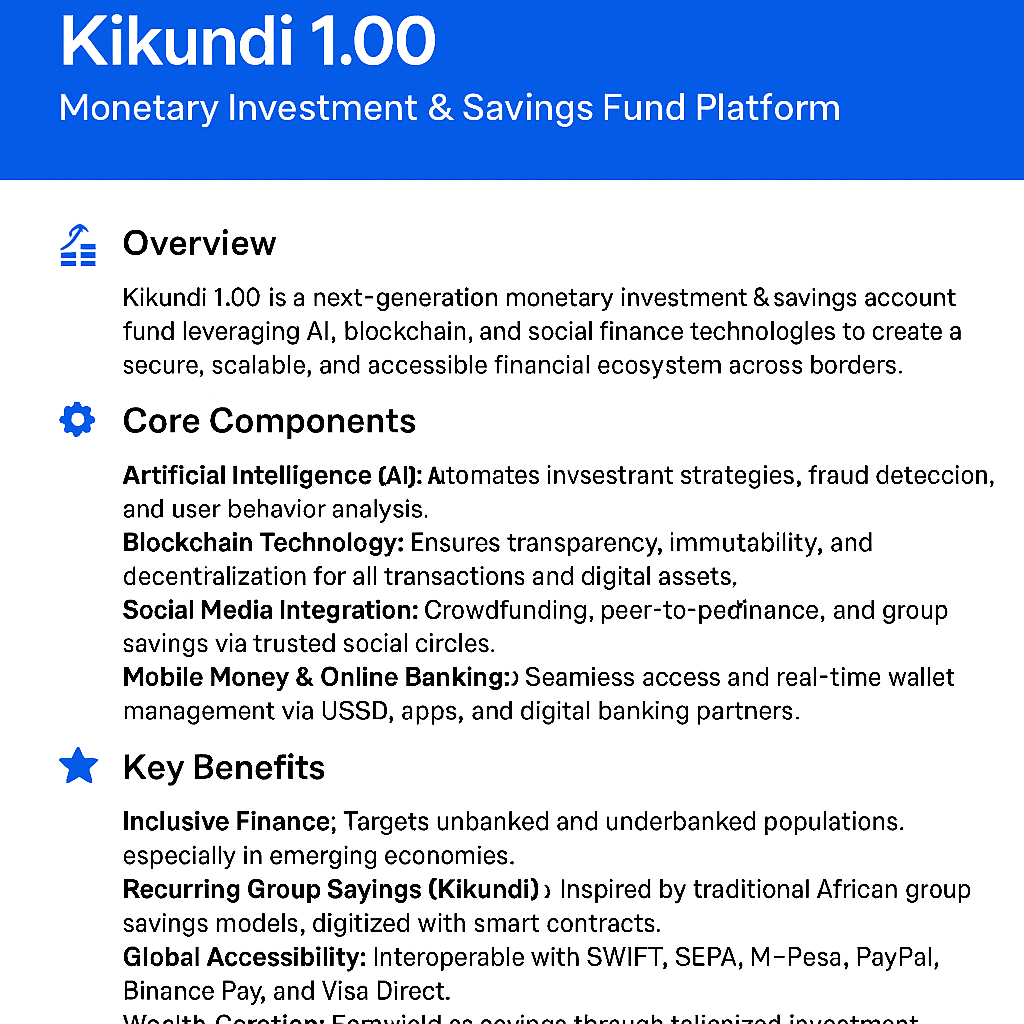 Kikundi 1.00
Monetary Investment & Savings Fund Platform
Overview
Kikundi 1.00 is a next-generation monetary investment & savings account
fund leveraging AI, blockchain, and social finance technologles to create a
secure, scalable, and accessible financial ecosystem across borders.
Core Components
Artificial Intelligence (AI): Automates invsestrant strategies, fraud deteccion,
and user behavior analysis.
Blockchain Technology: Ensures transparency, immutability, and
decentralization for all transactions and digital assets,
Social Media Integration: Crowdfunding, and group
savings via trusted social circles.
Mobile Money & Online Banking:) Seamiess access and real-time wallet
management via USSD, apps, and digital banking partners.
Key Benefits
Inclusive Finance; Targets unbanked and underbanked populations.
especially in emerging economies.
Recurring Group Sayings (Kikundi) › Inspired by traditional African group
savings models, digitized with smart contracts.
Global Accessibility: Interoperable with SWIFT, SEPA, M-Pesa, PayPal,
Binance Pay, and Visa Direct.